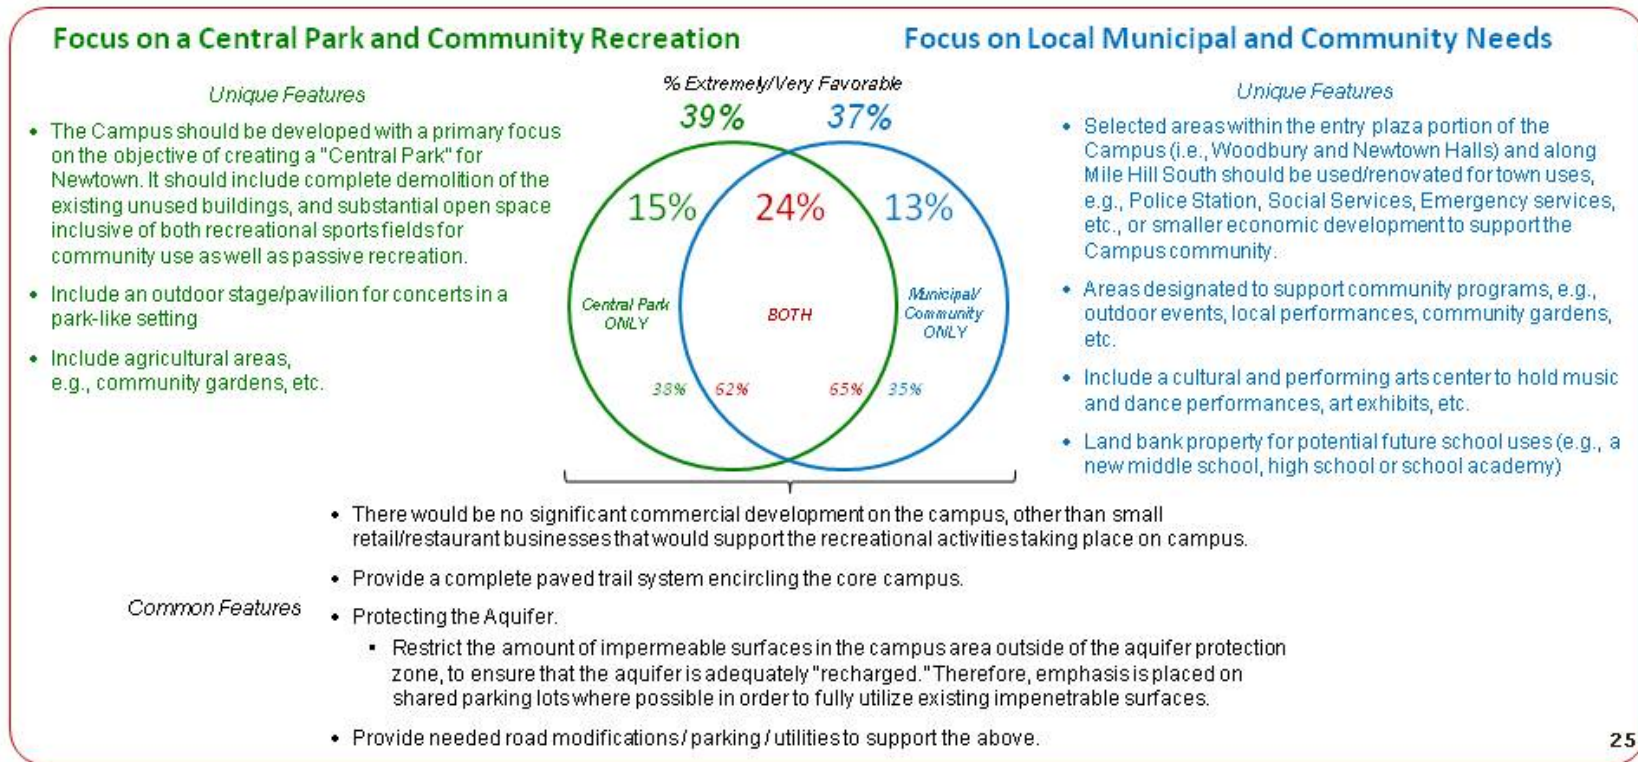 Focus on a Central Park and Community Recreation
Focus on Local Municipal and Community Needs
Unique Features
• The Campus should be developed with a primary focus
on the objective of creating a "Central Park" for
Newtown. It should include complete demolition of the
existing unused buildings, and substantial open space
inclusive of both recreational sports fields for
community use as well as passive recreation.
• Include an outdoor stage/pavilion for concerts in a
park-like setting
• Include agricultural areas,
e.g., community gardens, etc.
% Extremely/Very Favorable
39% 37%
15% 24% 13%
Central Park
ONLY
BOTH
Municipal/
Community
ONLY
38% 62% 65% 35%
Unique Features
• Selected areas within the entry plaza portion of the
Campus (i.e., Woodbury and Newtown Halls) and along
Mile Hill South should be used/renovated for town uses,
e.g., Police Station, Social Services, Emergency services,
etc., or smaller economic development to support the
Campus community.
• Areas designated to support community programs, e.g.,
outdoor events, local performances, community gardens,
etc.
• Include a cultural and performing arts center to hold music
and dance performances, art exhibits, etc.
• Land bank property for potential future school uses (e.g., a
new middle school, high school or school academy)
Common Features
• There would be no significant commercial development on the campus, other than small
retail/restaurant businesses that would support the recreational activities taking place on campus.
• Provide a complete paved trail system encircling the core campus.
• Protecting the Aquifer.
▪ Restrict the amount of impermeable surfaces in the campus area outside of the aquifer protection
zone, to ensure that the aquifer is adequately "recharged." Therefore, emphasis is placed on
shared parking lots where possible in order to fully utilize existing impenetrable surfaces.
• Provide needed road modifications / parking / utilities to support the above.
25